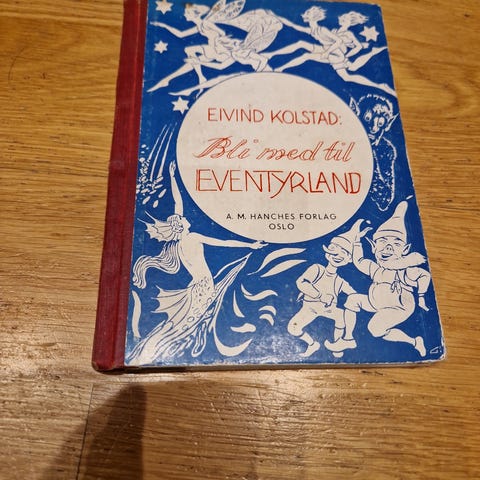 EIVIND KOLSTAD:
Bli med til
EVENTYRLAND
A. M. HANCHES FORLAG
OSLO
G.